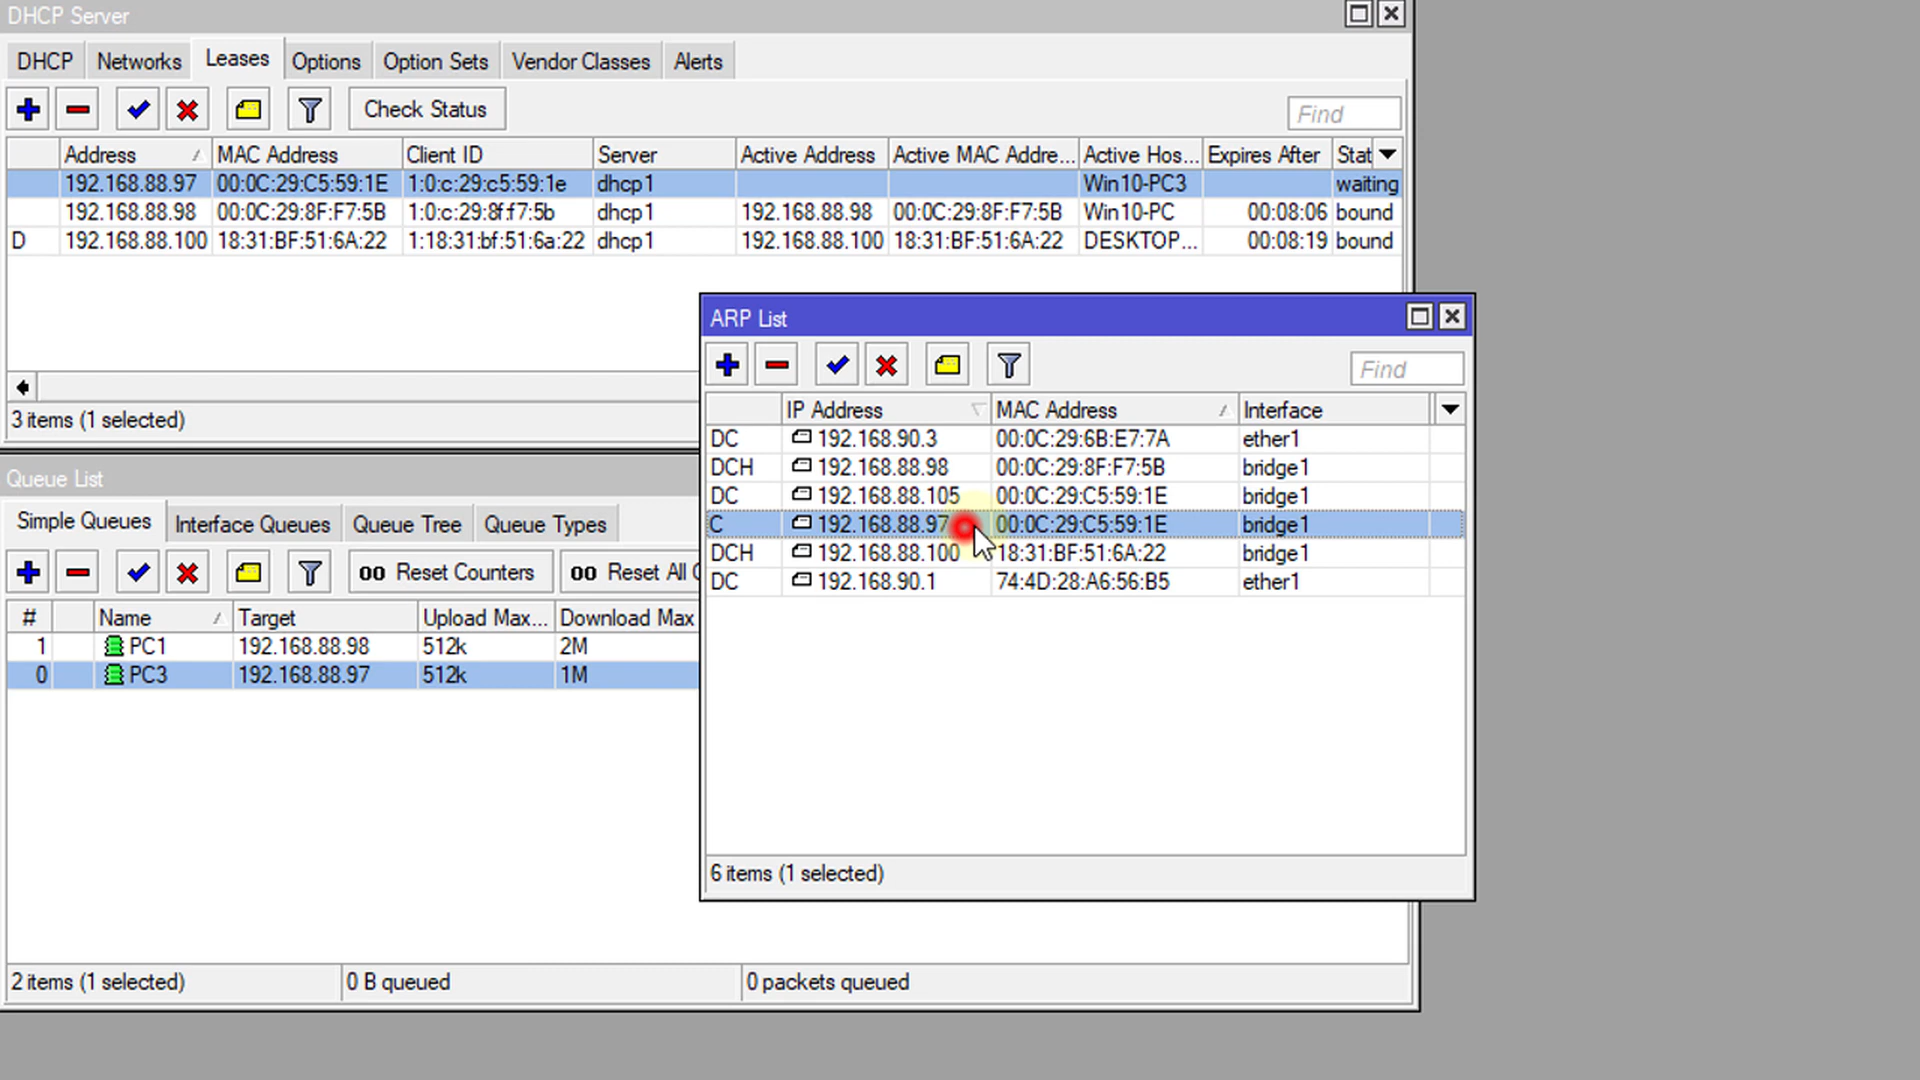 DHCP Server
DHCP Networks Leases Options Option Sets Vendor Classes Alerts
Check Status Find
Address MAC Address Client ID Server Active Address Active MAC Addre... Active Hos... Expires After Stat
192.168.88.97 00:0C:29:C5:59:1E 1:0:c:29:c5:59:1e dhcp1 Win10-PC3 waiting
192.168.88.98 00:0C:29:8F:F7:5B 1:0:c:29:8f:f7:5b dhcp1 192.168.88.98 00:0C:29:8F:F7:5B Win10-PC 00:08:06 bound
D 192.168.88.100 18:31:BF:51:6A:22 1:18:31:bf:51:6a:22 dhcp1 192.168.88.100 18:31:BF:51:6A:22 DESKTOP... 00:08:19 bound
3 items (1 selected)
ARP List
Find
IP Address MAC Address Interface
DC 192.168.90.3 00:0C:29:6B:E7:7A ether1
DCH 192.168.88.98 00:0C:29:8F:F7:5B bridge1
DC 192.168.88.105 00:0C:29:C5:59:1E bridge1
C 192.168.88.97 00:0C:29:C5:59:1E bridge1
DCH 192.168.88.100 18:31:BF:51:6A:22 bridge1
DC 192.168.90.1 74:4D:28:A6:56:B5 ether1
6 items (1 selected)
Queue List
Simple Queues Interface Queues Queue Tree Queue Types
00 Reset Counters 00 Reset All C
# Name Target Upload Max... Download Max
1 PC1 192.168.88.98 512k 2M
0 PC3 192.168.88.97 512k 1M
2 items (1 selected) 0 B queued 0 packets queued